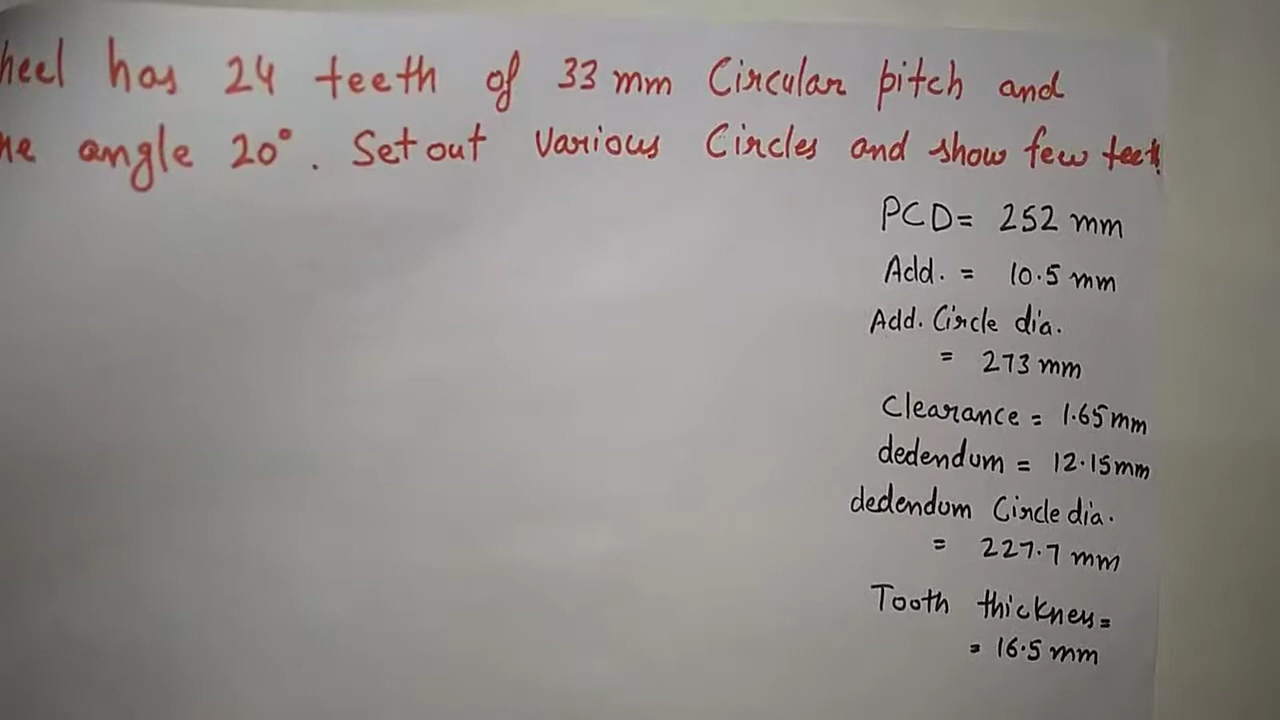 heel has 24 teeth of 33 mm Circular pitch and
ne angle 20°. Set out various Circles and show few teeth
PCD= 252 mm
Add. = 10.5 mm
Add. Circle dia.
= 273 mm
Clearance = 1.65 mm
dedendum = 12.15 mm
dedendum Circle dia.
= 227.7 mm
Tooth thickness =
= 16.5 mm